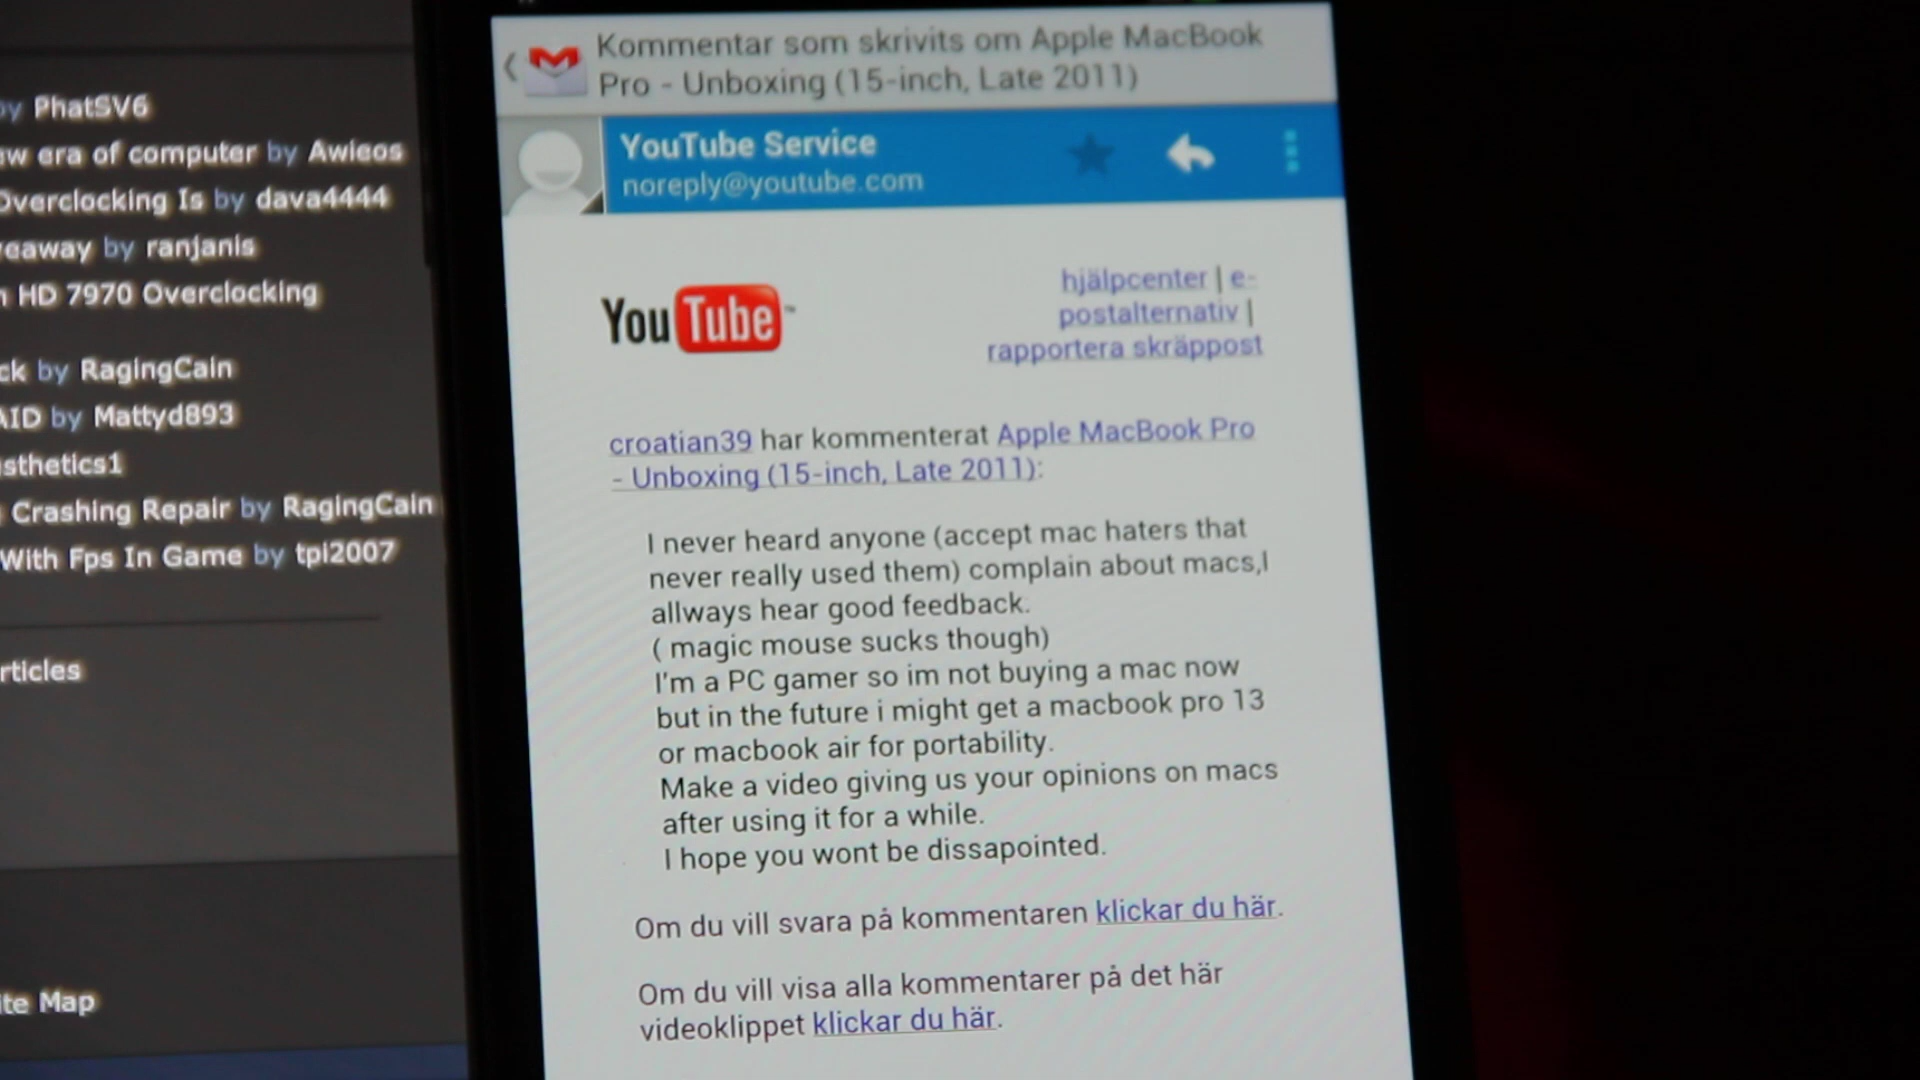 by PhatSV6
ew era of computer by Awieos
Overclocking Is by dava4444
veaway by ranjanis
n HD 7970 Overclocking
ck by RagingCain
AID by Mattyd893
sthetics1
Crashing Repair by RagingCain
With Fps In Game by tpi2007
rticles
ite Map
Kommentar som skrivits om Apple MacBook
Pro - Unboxing (15-inch, Late 2011)
YouTube Service
noreply@youtube.com
YouTube™
hjälpcenter | e-
postalternativ |
rapportera skräppost
croatian39 har kommenterat Apple MacBook Pro
- Unboxing (15-inch, Late 2011):
I never heard anyone (accept mac haters that
never really used them) complain about macs,I
allways hear good feedback.
( magic mouse sucks though)
I'm a PC gamer so im not buying a mac now
but in the future i might get a macbook pro 13
or macbook air for portability.
Make a video giving us your opinions on macs
after using it for a while.
I hope you wont be dissapointed.
Om du vill svara på kommentaren klickar du här.
Om du vill visa alla kommentarer på det här
videoklippet klickar du här.